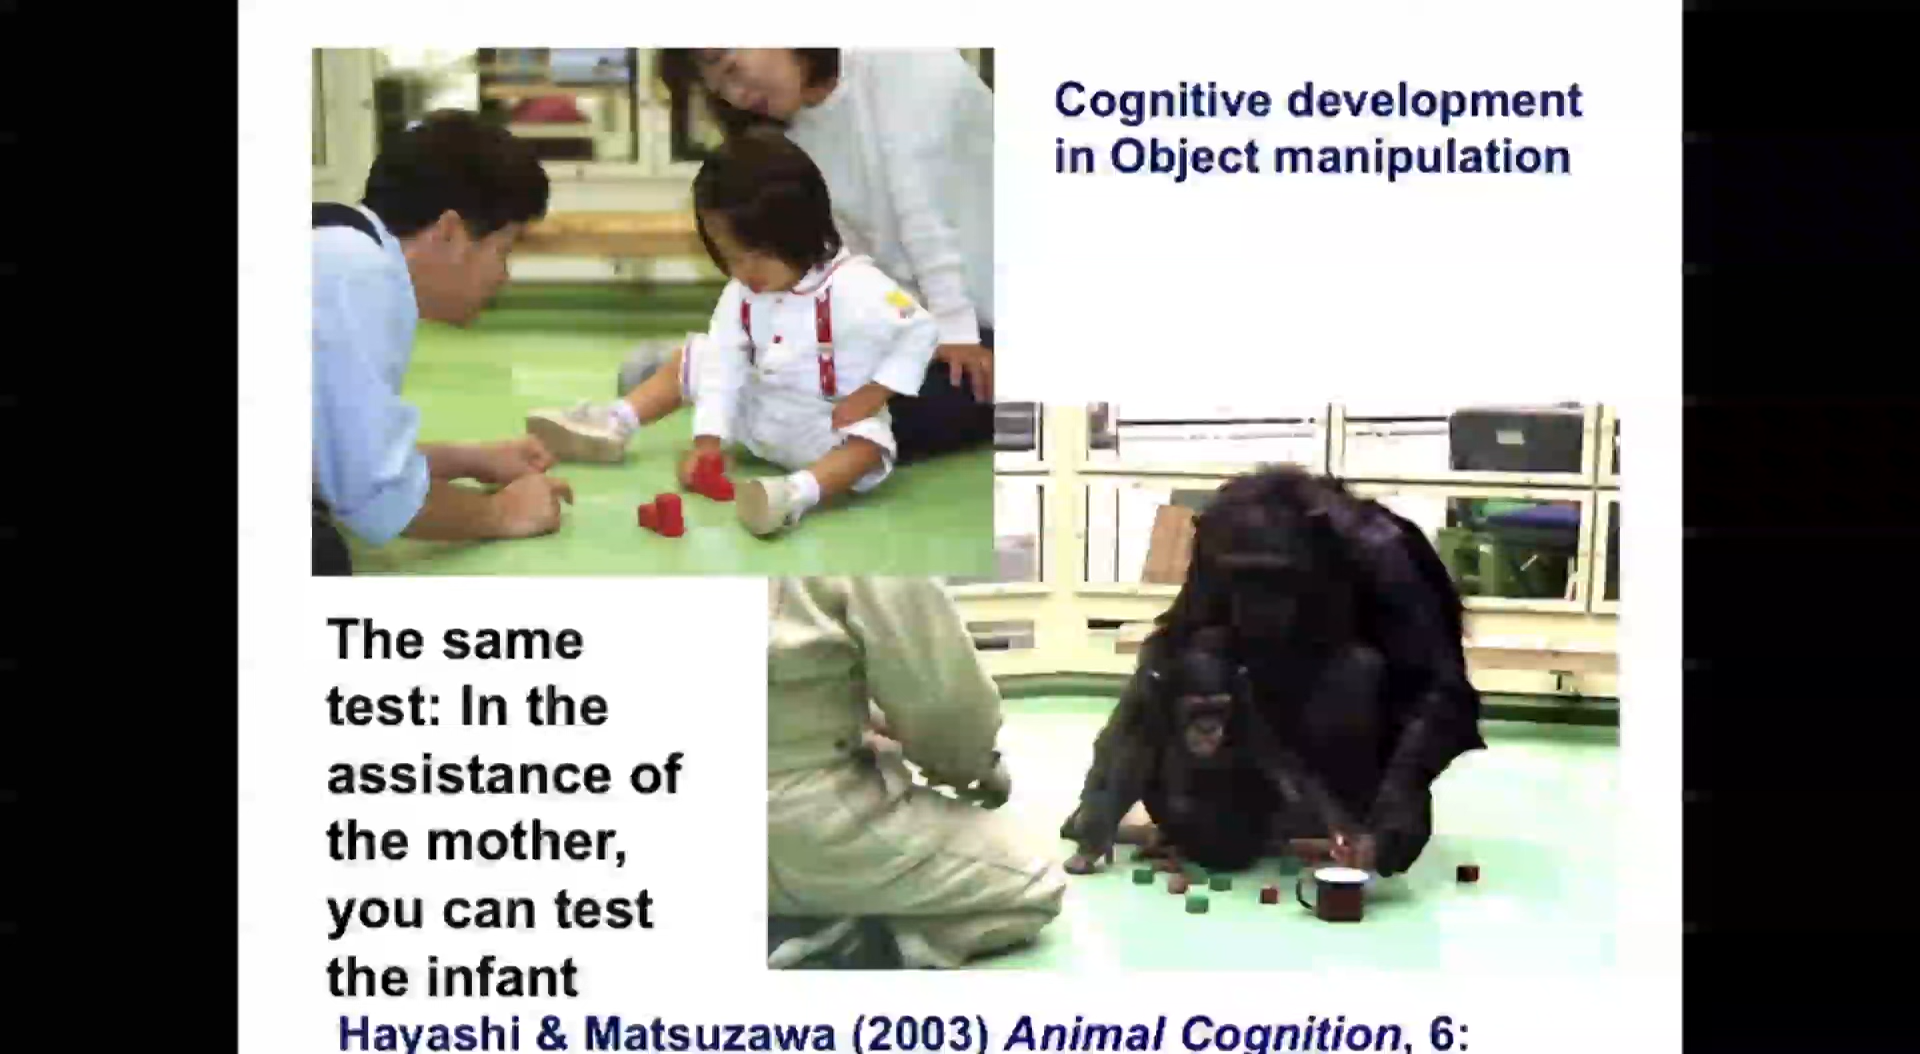 Cognitive development
in Object manipulation
The same
test: In the
assistance of
the mother,
you can test
the infant
Hayashi & Matsuzawa (2003) Animal Cognition, 6: